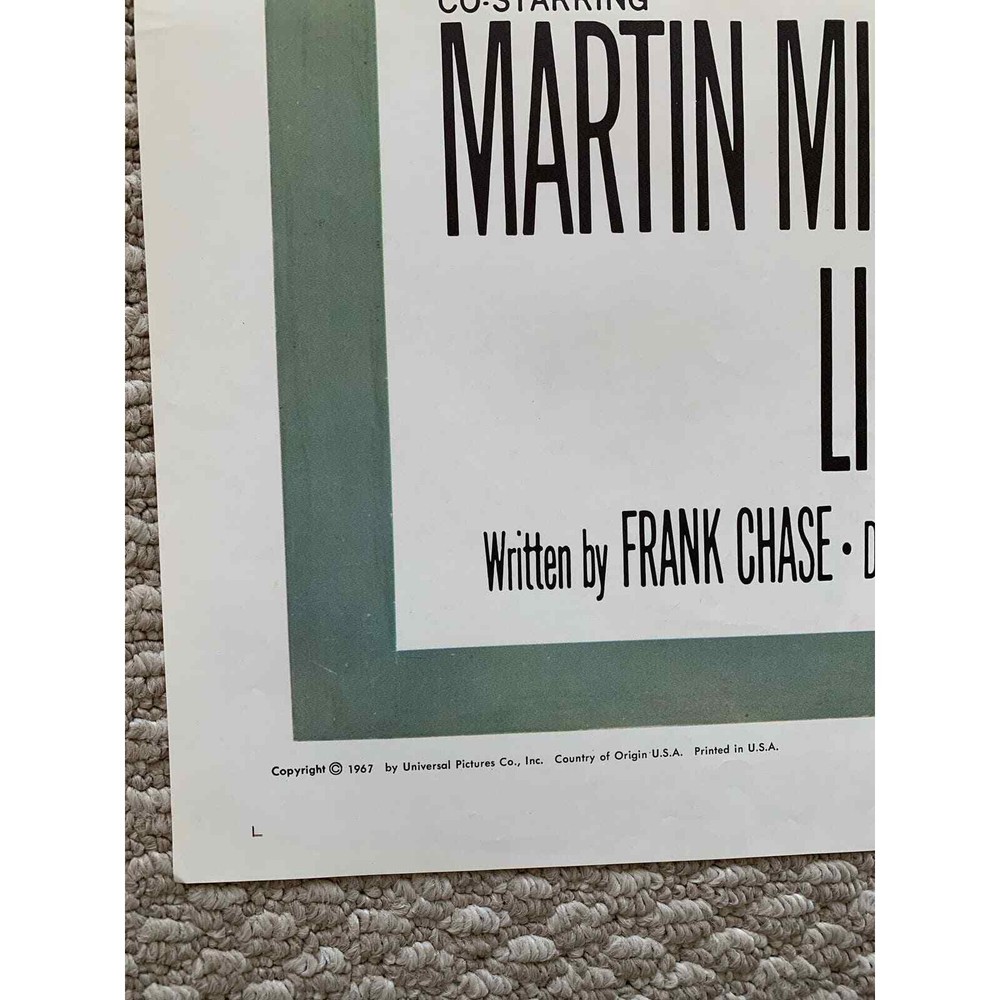 CO-STARRING
MARTIN MI
LI
Written by FRANK CHASE • D
Copyright © 1967 by Universal Pictures Co., Inc. Country of Origin U.S.A. Printed in U.S.A.